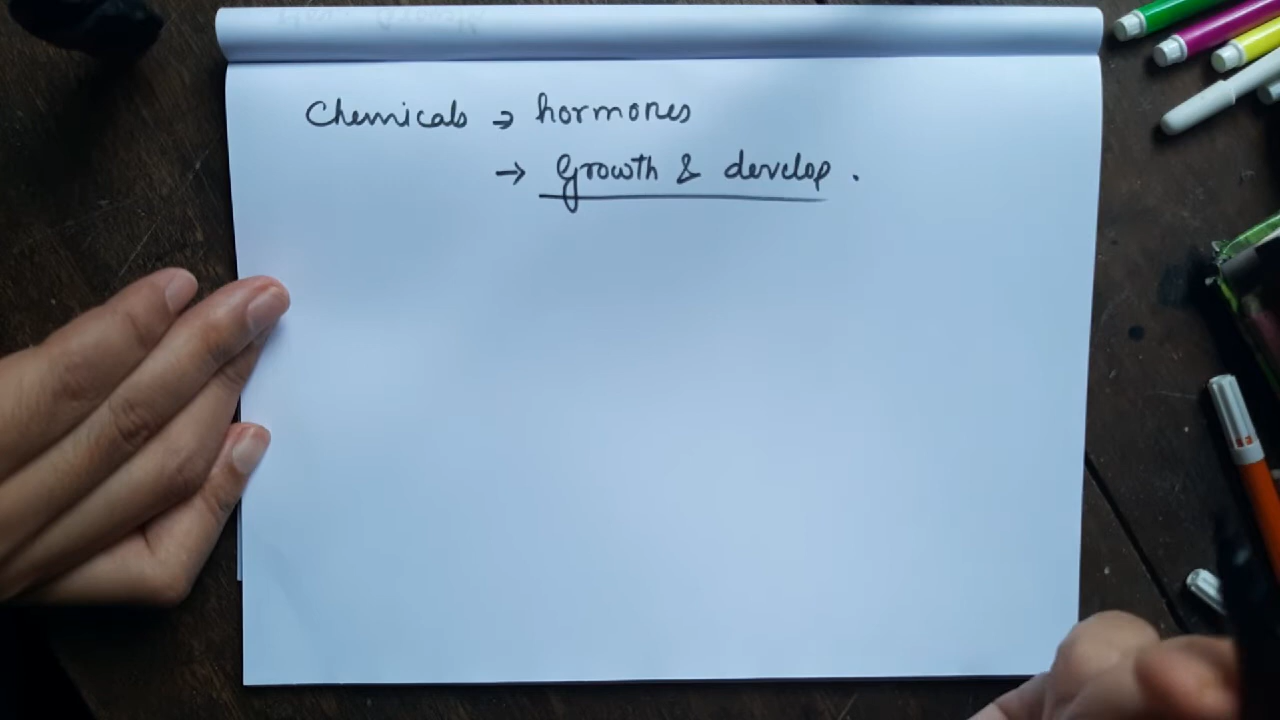 Chemicals → hormones
→ Growth & develop.